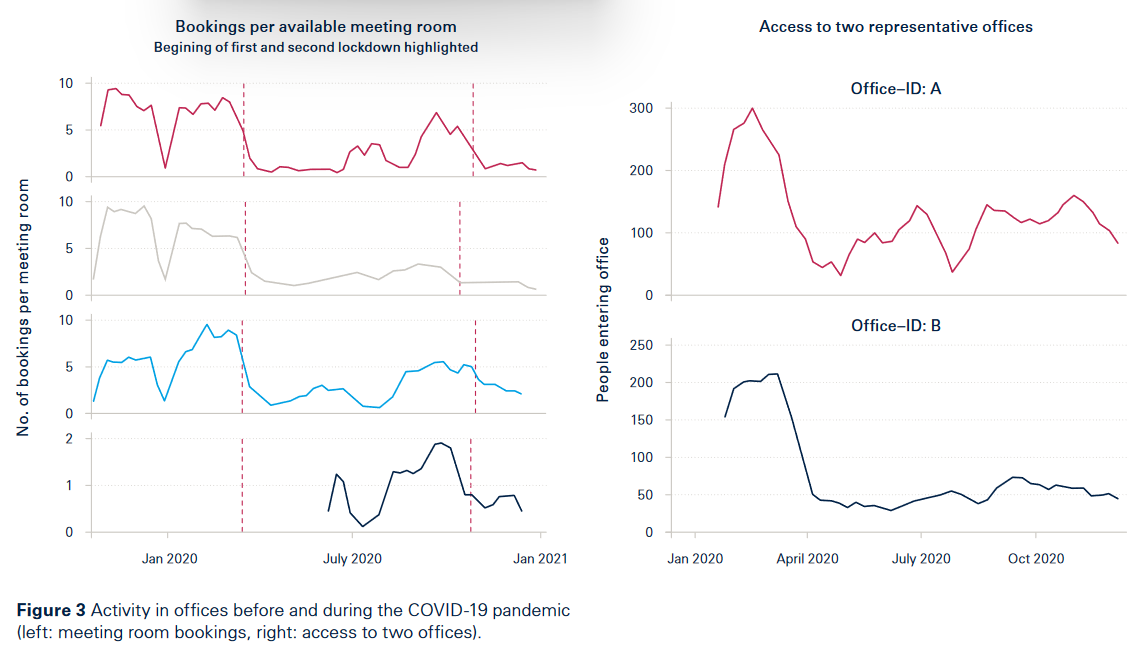 Bookings per available meeting room
Begining of first and second lockdown highlighted
No. of bookings per meeting room
10
5
0
10
5
0
10
5
0
2
1
0
Jan 2020
July 2020
Jan 2021
Access to two representative offices
People entering office
Office–ID: A
300
200
100
0
Office–ID: B
250
200
150
100
50
0
Jan 2020
April 2020
July 2020
Oct 2020
Figure 3 Activity in offices before and during the COVID-19 pandemic
(left: meeting room bookings, right: access to two offices).